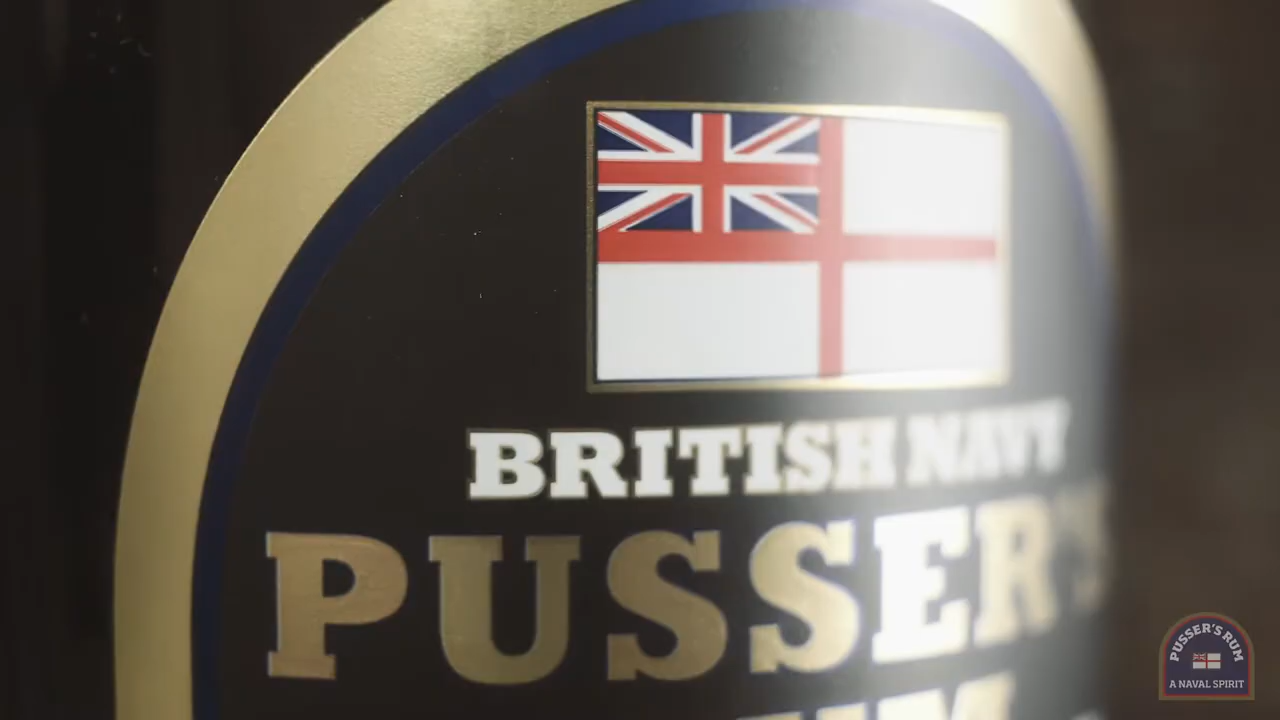 BRITISH NAVY
PUSSER'S
PUSSER'S RUM
A NAVAL SPIRIT